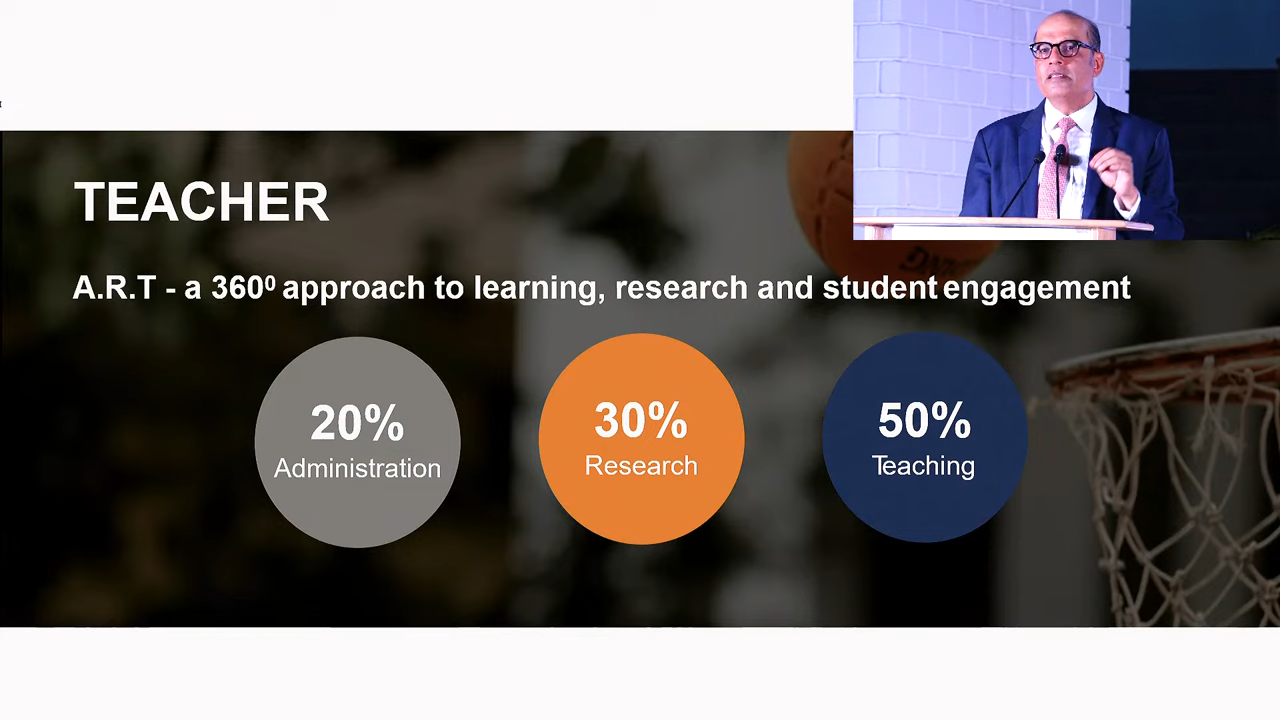 TEACHER
A.R.T - a 360⁰ approach to learning, research and student engagement
20%
Administration
30%
Research
50%
Teaching